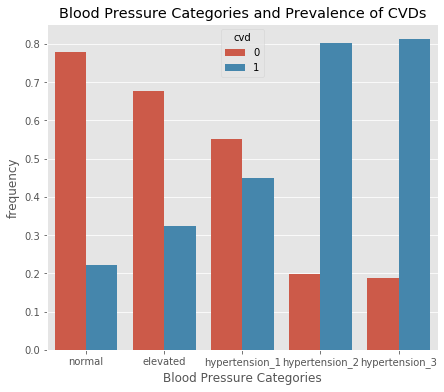 Blood Pressure Categories and Prevalence of CVDs
cvd
0
1
0.8
0.7
0.6
0.5
0.4
0.3
0.2
0.1
0.0
frequency
normal
elevated
hypertension_1
hypertension_2
hypertension_3
Blood Pressure Categories